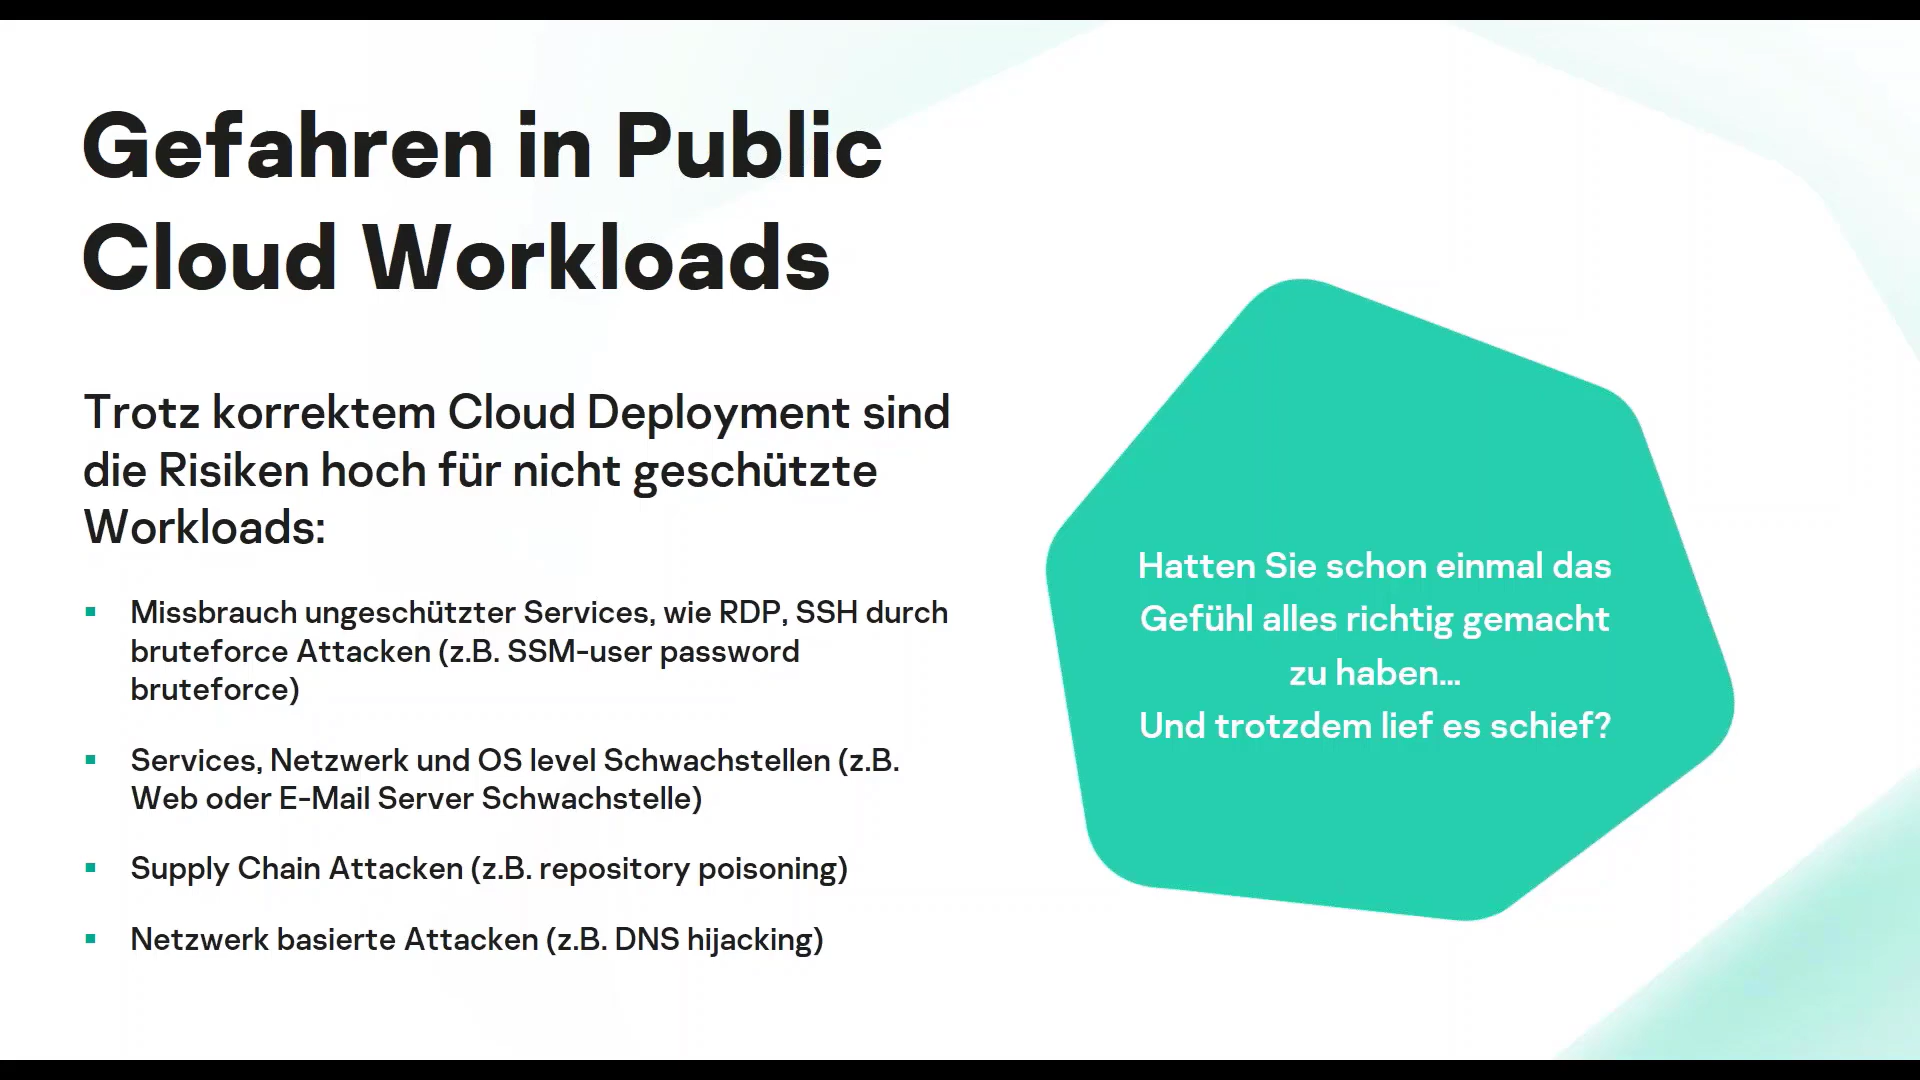 Gefahren in Public
Cloud Workloads
Trotz korrektem Cloud Deployment sind
die Risiken hoch für nicht geschützte
Workloads:
▪ Missbrauch ungeschützter Services, wie RDP, SSH durch
bruteforce Attacken (z.B. SSM-user password
bruteforce)
▪ Services, Netzwerk und OS level Schwachstellen (z.B.
Web oder E-Mail Server Schwachstelle)
▪ Supply Chain Attacken (z.B. repository poisoning)
▪ Netzwerk basierte Attacken (z.B. DNS hijacking)
Hatten Sie schon einmal das
Gefühl alles richtig gemacht
zu haben...
Und trotzdem lief es schief?